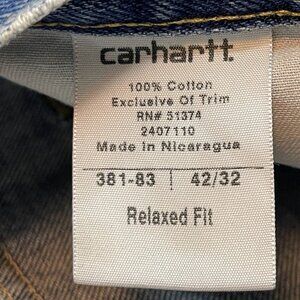 carhartt
100% Cotton
Exclusive Of Trim
RN# 51374
2407110
Made in Nicaragua
381-83 | 42/32
Relaxed Fit